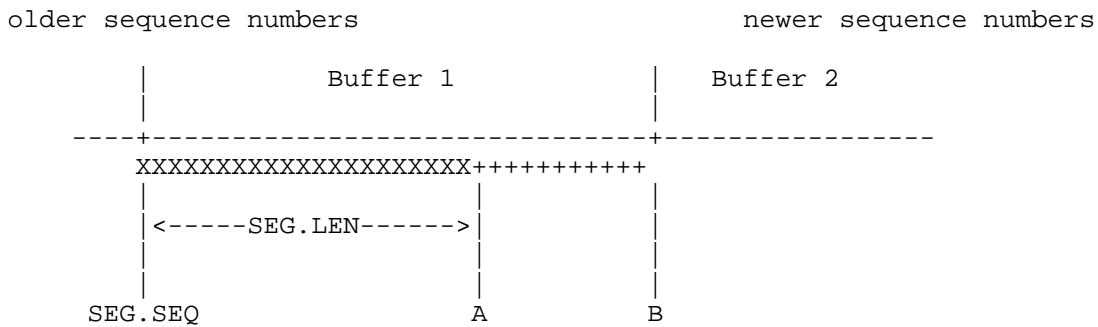 older sequence numbers newer sequence numbers
| Buffer 1 | Buffer 2
| |
----+-------------------------------+-----------------
XXXXXXXXXXXXXXXXXXXXX+++++++++++
| | |
|<-----SEG.LEN------>| |
| | |
| | |
SEG.SEQ A B